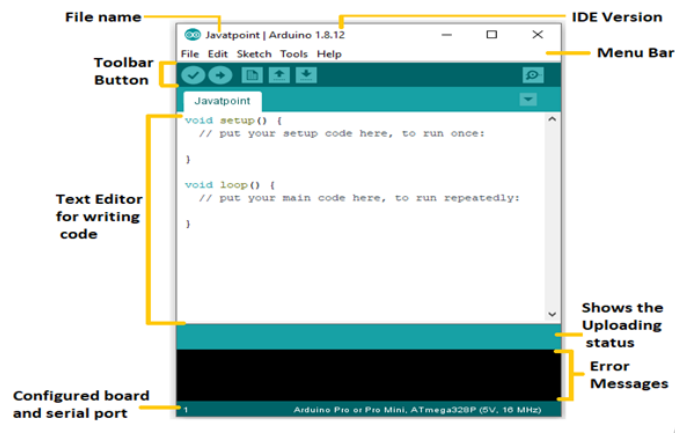 File name
IDE Version
Javatpoint | Arduino 1.8.12
File Edit Sketch Tools Help
Menu Bar
Toolbar
Button
Javatpoint
void setup() {
// put your setup code here, to run once:
}
void loop() {
// put your main code here, to run repeatedly:
}
Text Editor
for writing
code
Shows the
Uploading
status
Error
Messages
Configured board
and serial port
1
Arduino Pro or Pro Mini, ATmega328P (5V, 16 MHz)